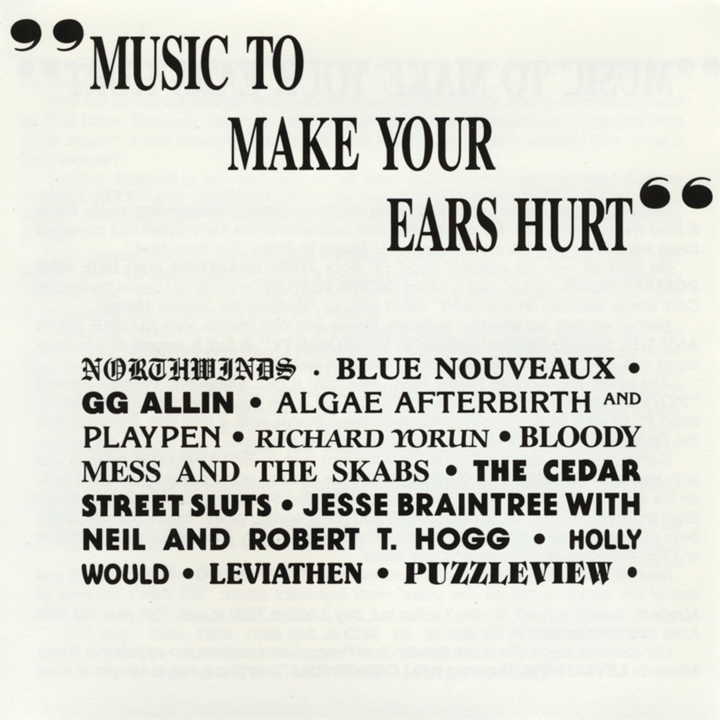 ”MUSIC TO
MAKE YOUR
EARS HURT“
NORTHWINDS · BLUE NOUVEAUX •
GG ALLIN • ALGAE AFTERBIRTH AND
PLAYPEN • RICHARD YORUN • BLOODY
MESS AND THE SKABS • THE CEDAR
STREET SLUTS • JESSE BRAINTREE WITH
NEIL AND ROBERT T. HOGG • HOLLY
WOULD • LEVIATHEN • PUZZLEVIEW •